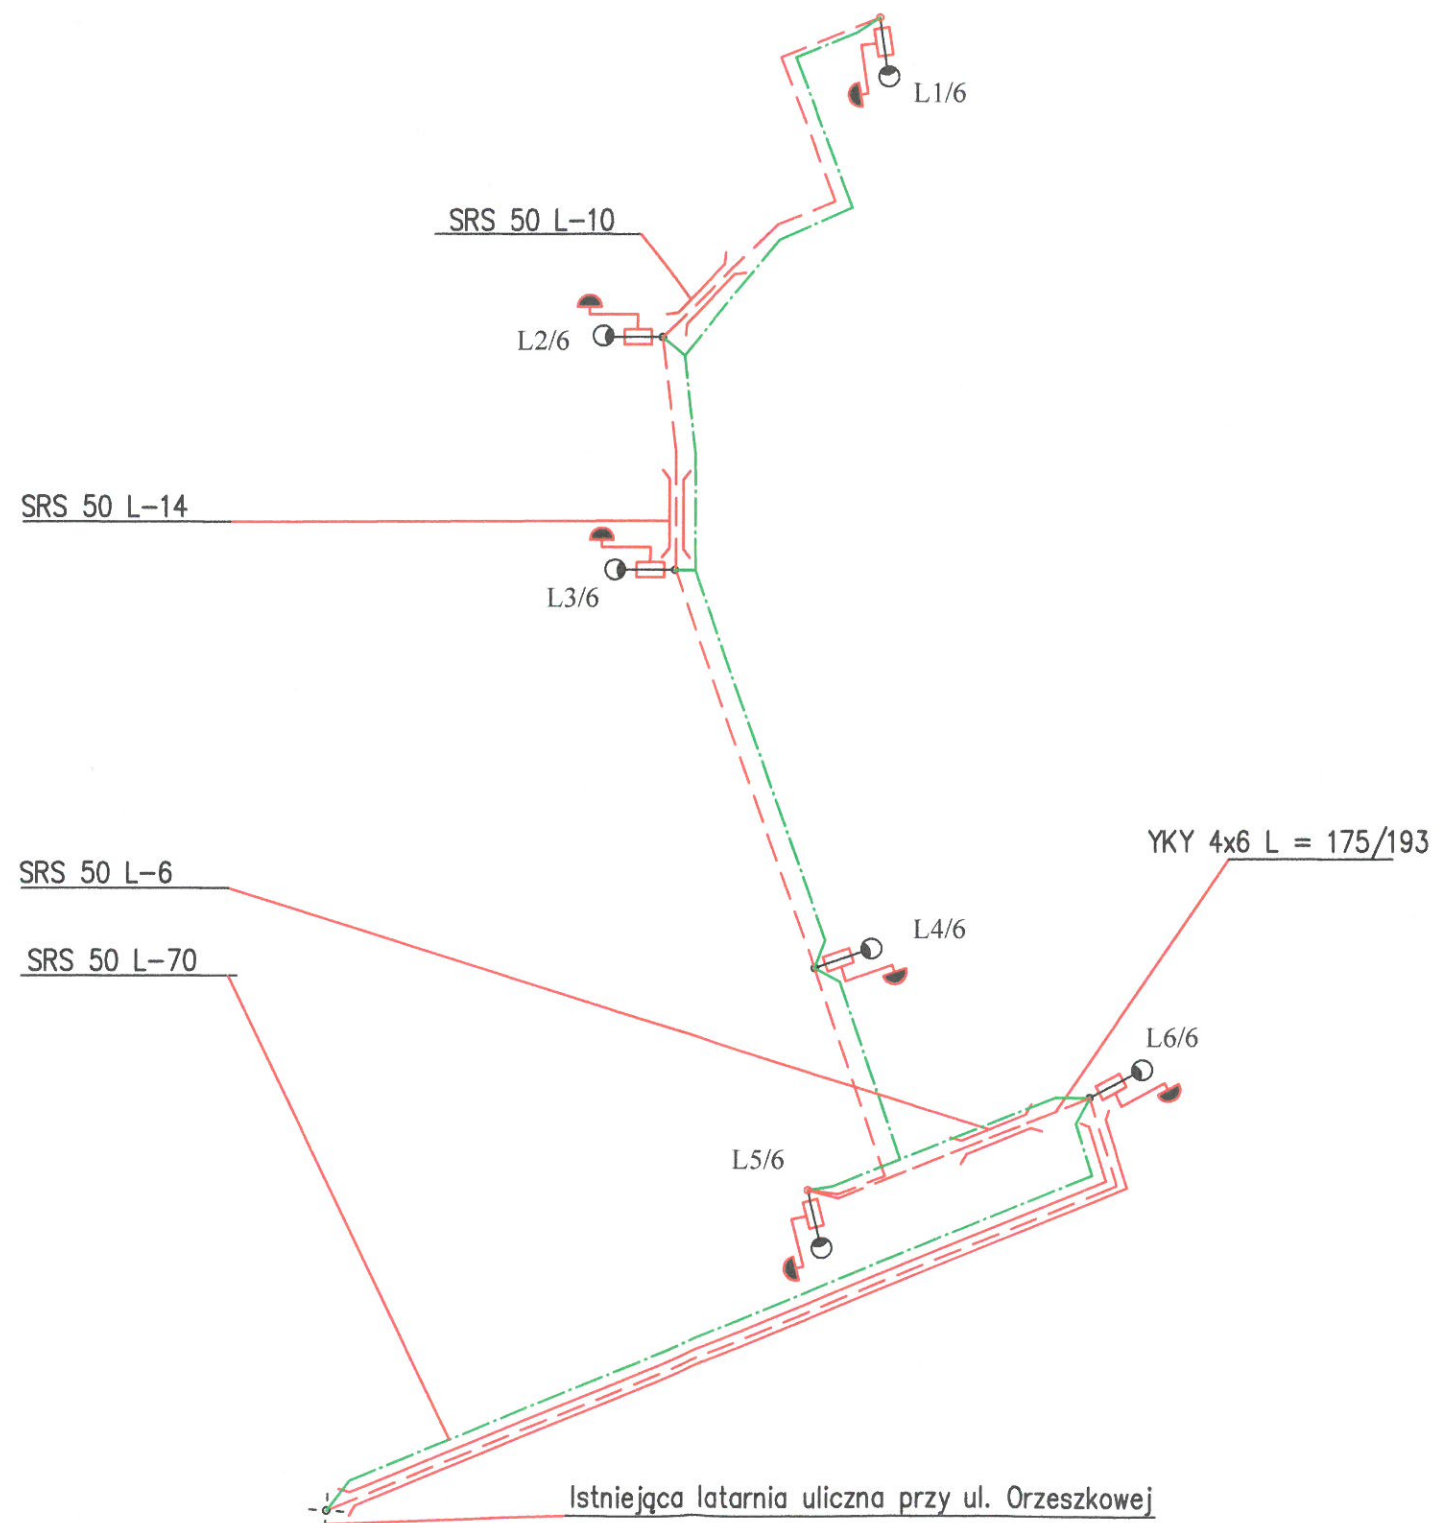 L1/6
SRS 50 L-10
L2/6
SRS 50 L-14
L3/6
YKY 4x6 L = 175/193
SRS 50 L-6
L4/6
SRS 50 L-70
L6/6
L5/6
Istniejąca latarnia uliczna przy ul. Orzeszkowej